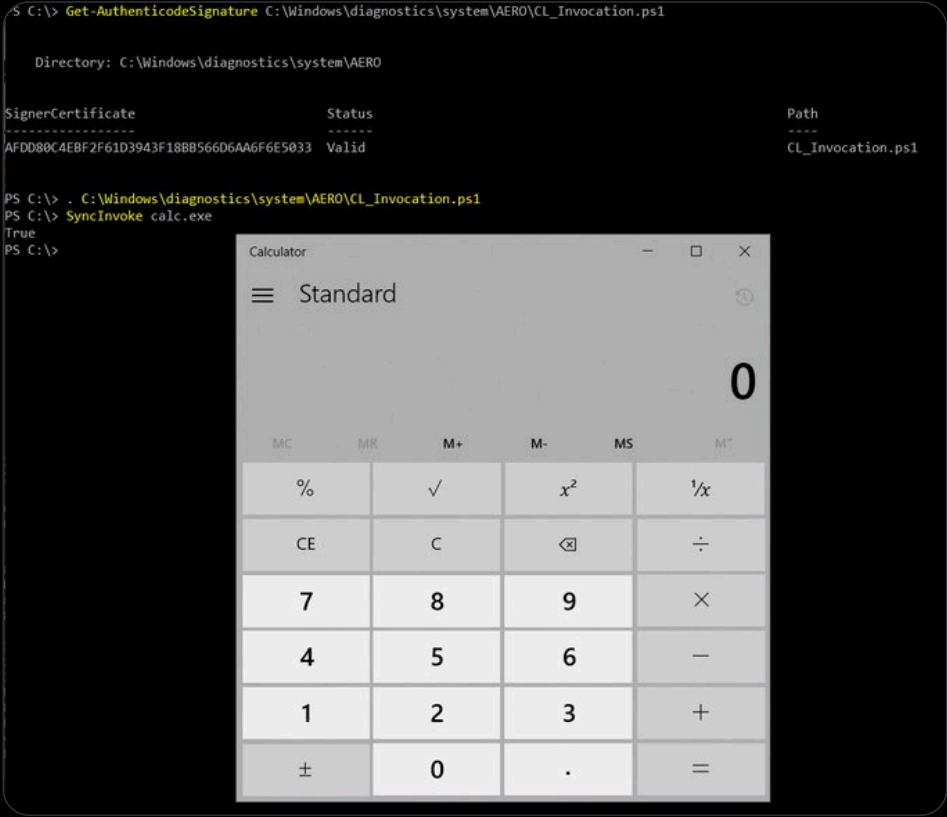 PS C:\> Get-AuthenticodeSignature C:\Windows\diagnostics\system\AERO\CL_Invocation.ps1
Directory: C:\Windows\diagnostics\system\AERO
SignerCertificate Status Path
----------------- ------ ----
AFDD80C4EBF2F61D3943F18BB566D6AA6F6E5033 Valid CL_Invocation.ps1
PS C:\> . C:\Windows\diagnostics\system\AERO\CL_Invocation.ps1
PS C:\> SyncInvoke calc.exe
True
PS C:\>
Calculator
Standard
0
MC MR M+ M- MS M˅
% √ x² ¹/x
CE C ÷
7 8 9 ×
4 5 6 −
1 2 3 +
± 0 . =